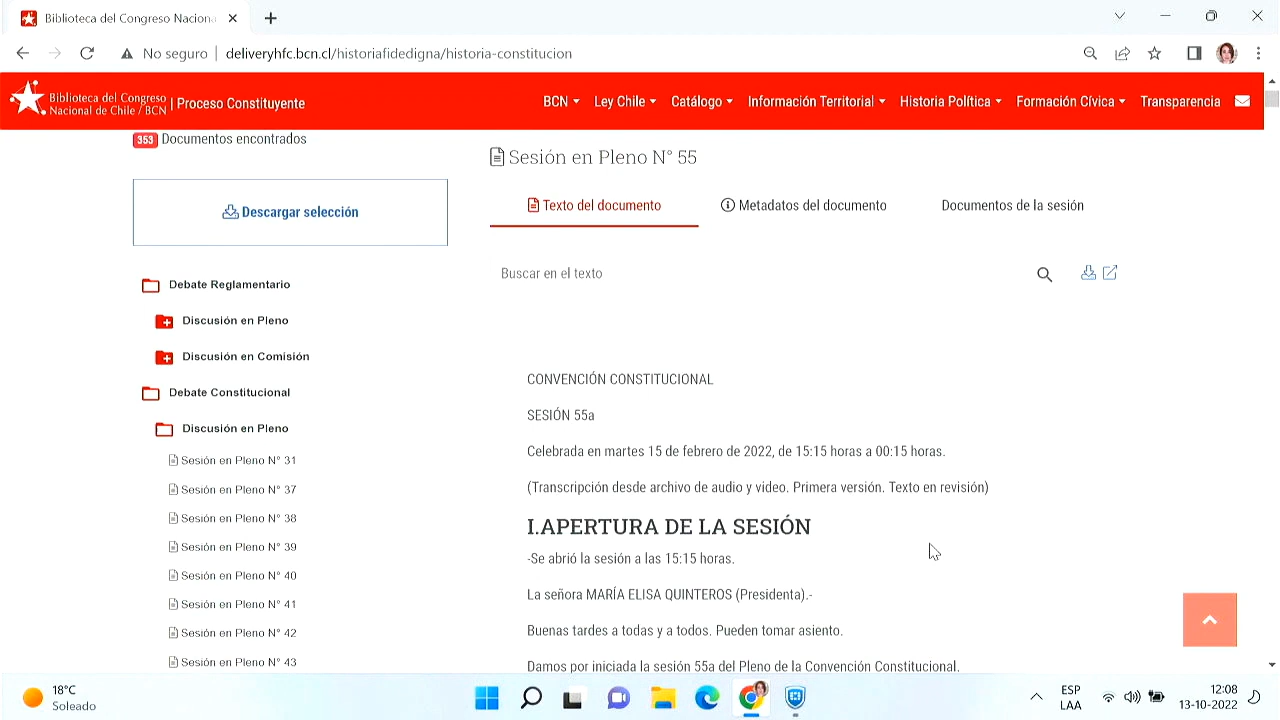 Biblioteca del Congreso Naciona
No seguro
deliveryhfc.bcn.cl/historiafidedigna/historia-constitucion
Biblioteca del Congreso
Nacional de Chile / BCN
| Proceso Constituyente
BCN
Ley Chile
Catálogo
Información Territorial
Historia Política
Formación Cívica
Transparencia
353 Documentos encontrados
Descargar selección
Debate Reglamentario
Discusión en Pleno
Discusión en Comisión
Debate Constitucional
Discusión en Pleno
Sesión en Pleno N° 31
Sesión en Pleno N° 37
Sesión en Pleno N° 38
Sesión en Pleno N° 39
Sesión en Pleno N° 40
Sesión en Pleno N° 41
Sesión en Pleno N° 42
Sesión en Pleno N° 43
Sesión en Pleno N° 55
Texto del documento
Metadatos del documento
Documentos de la sesión
Buscar en el texto
CONVENCIÓN CONSTITUCIONAL
SESIÓN 55a
Celebrada en martes 15 de febrero de 2022, de 15:15 horas a 00:15 horas.
(Transcripción desde archivo de audio y video. Primera versión. Texto en revisión)
I.APERTURA DE LA SESIÓN
-Se abrió la sesión a las 15:15 horas.
La señora MARÍA ELISA QUINTEROS (Presidenta).-
Buenas tardes a todas y a todos. Pueden tomar asiento.
Damos por iniciada la sesión 55a del Pleno de la Convención Constitucional.
18°C
Soleado
ESP
LAA
12:08
13-10-2022